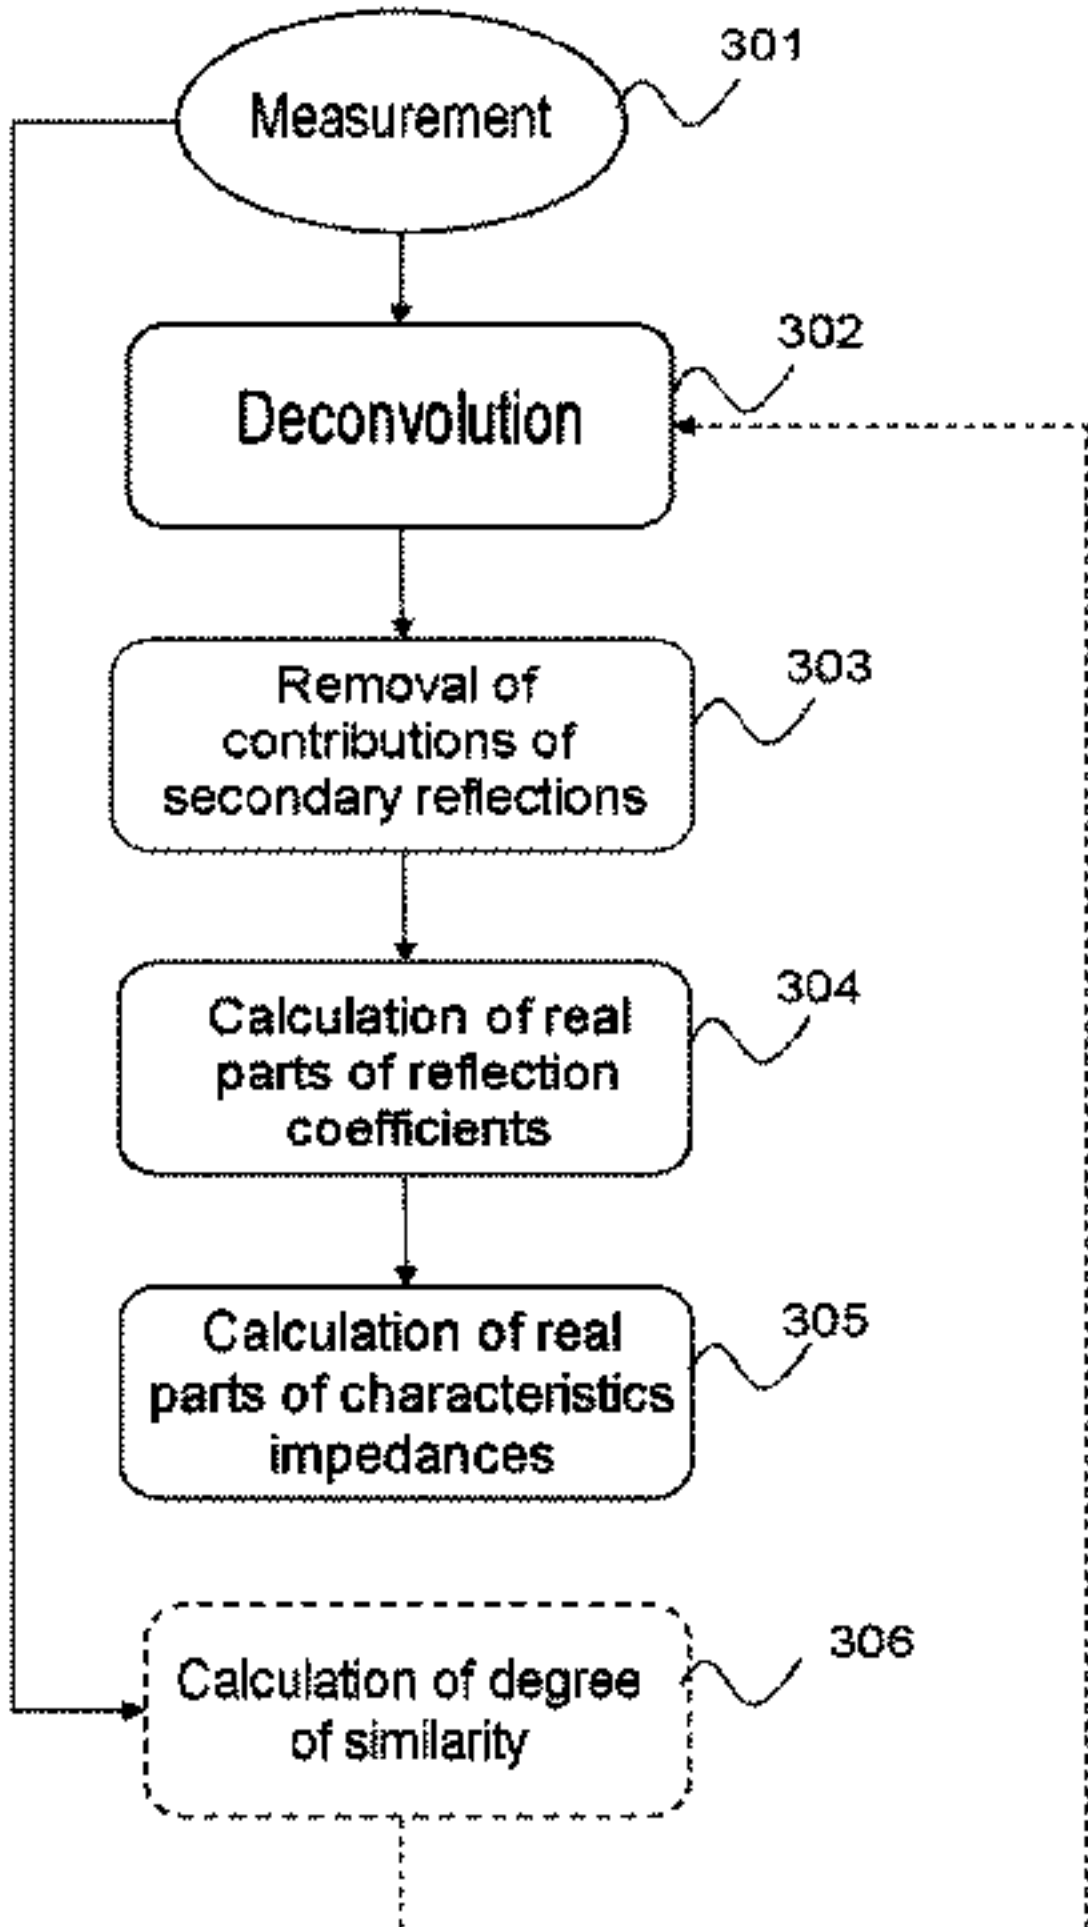 301
Measurement
302
Deconvolution
303
Removal of
contributions of
secondary reflections
304
Calculation of real
parts of reflection
coefficients
305
Calculation of real
parts of characteristics
impedances
306
Calculation of degree
of similarity